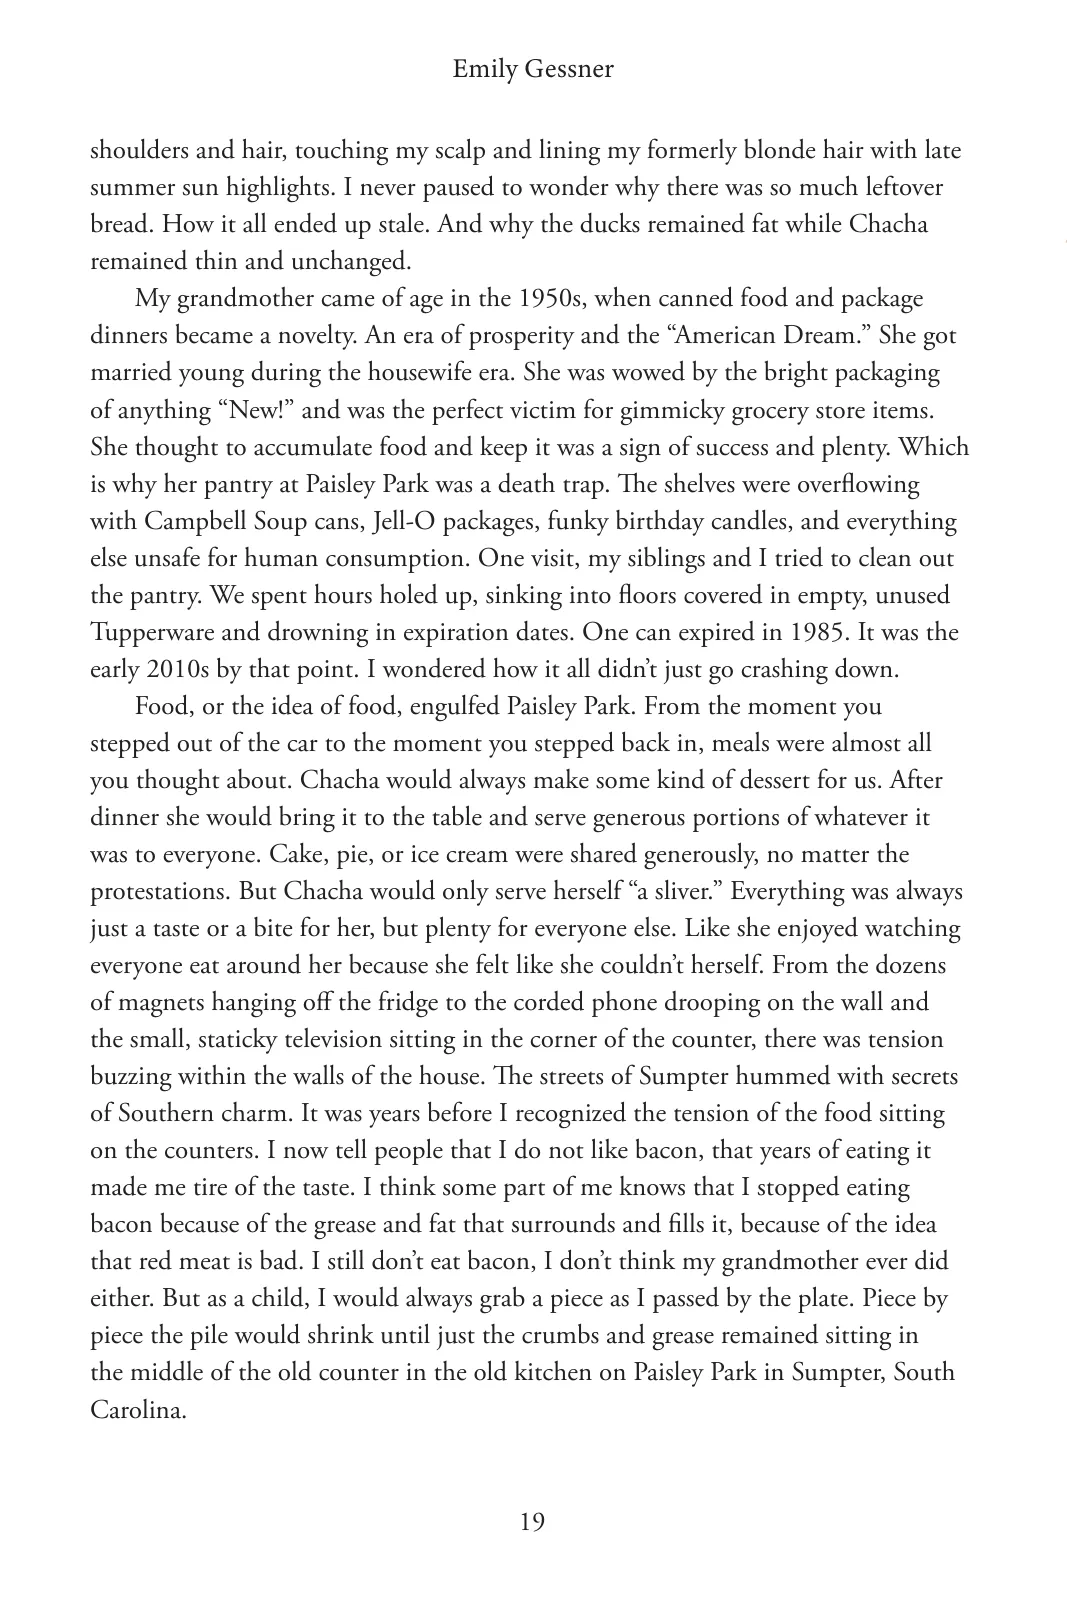 Emily Gessner
shoulders and hair, touching my scalp and lining my formerly blonde hair with late
summer sun highlights. I never paused to wonder why there was so much leftover
bread. How it all ended up stale. And why the ducks remained fat while Chacha
remained thin and unchanged.
My grandmother came of age in the 1950s, when canned food and package
dinners became a novelty. An era of prosperity and the “American Dream.” She got
married young during the housewife era. She was wowed by the bright packaging
of anything “New!” and was the perfect victim for gimmicky grocery store items.
She thought to accumulate food and keep it was a sign of success and plenty. Which
is why her pantry at Paisley Park was a death trap. The shelves were overflowing
with Campbell Soup cans, Jell-O packages, funky birthday candles, and everything
else unsafe for human consumption. One visit, my siblings and I tried to clean out
the pantry. We spent hours holed up, sinking into floors covered in empty, unused
Tupperware and drowning in expiration dates. One can expired in 1985. It was the
early 2010s by that point. I wondered how it all didn’t just go crashing down.
Food, or the idea of food, engulfed Paisley Park. From the moment you
stepped out of the car to the moment you stepped back in, meals were almost all
you thought about. Chacha would always make some kind of dessert for us. After
dinner she would bring it to the table and serve generous portions of whatever it
was to everyone. Cake, pie, or ice cream were shared generously, no matter the
protestations. But Chacha would only serve herself “a sliver.” Everything was always
just a taste or a bite for her, but plenty for everyone else. Like she enjoyed watching
everyone eat around her because she felt like she couldn’t herself. From the dozens
of magnets hanging off the fridge to the corded phone drooping on the wall and
the small, staticky television sitting in the corner of the counter, there was tension
buzzing within the walls of the house. The streets of Sumpter hummed with secrets
of Southern charm. It was years before I recognized the tension of the food sitting
on the counters. I now tell people that I do not like bacon, that years of eating it
made me tire of the taste. I think some part of me knows that I stopped eating
bacon because of the grease and fat that surrounds and fills it, because of the idea
that red meat is bad. I still don’t eat bacon, I don’t think my grandmother ever did
either. But as a child, I would always grab a piece as I passed by the plate. Piece by
piece the pile would shrink until just the crumbs and grease remained sitting in
the middle of the old counter in the old kitchen on Paisley Park in Sumpter, South
Carolina.
19